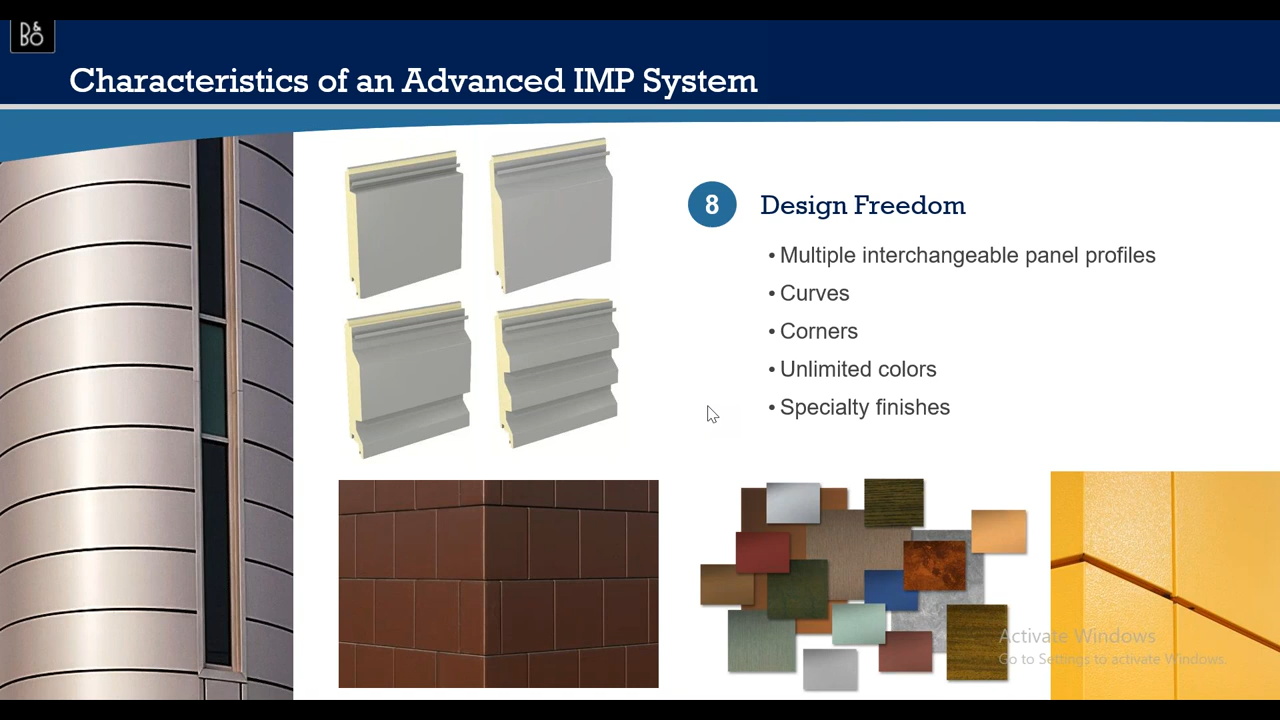 B&
BO
Characteristics of an Advanced IMP System
8 Design Freedom
• Multiple interchangeable panel profiles
• Curves
• Corners
• Unlimited colors
• Specialty finishes
Activate Windows
Go to Settings to activate Windows.